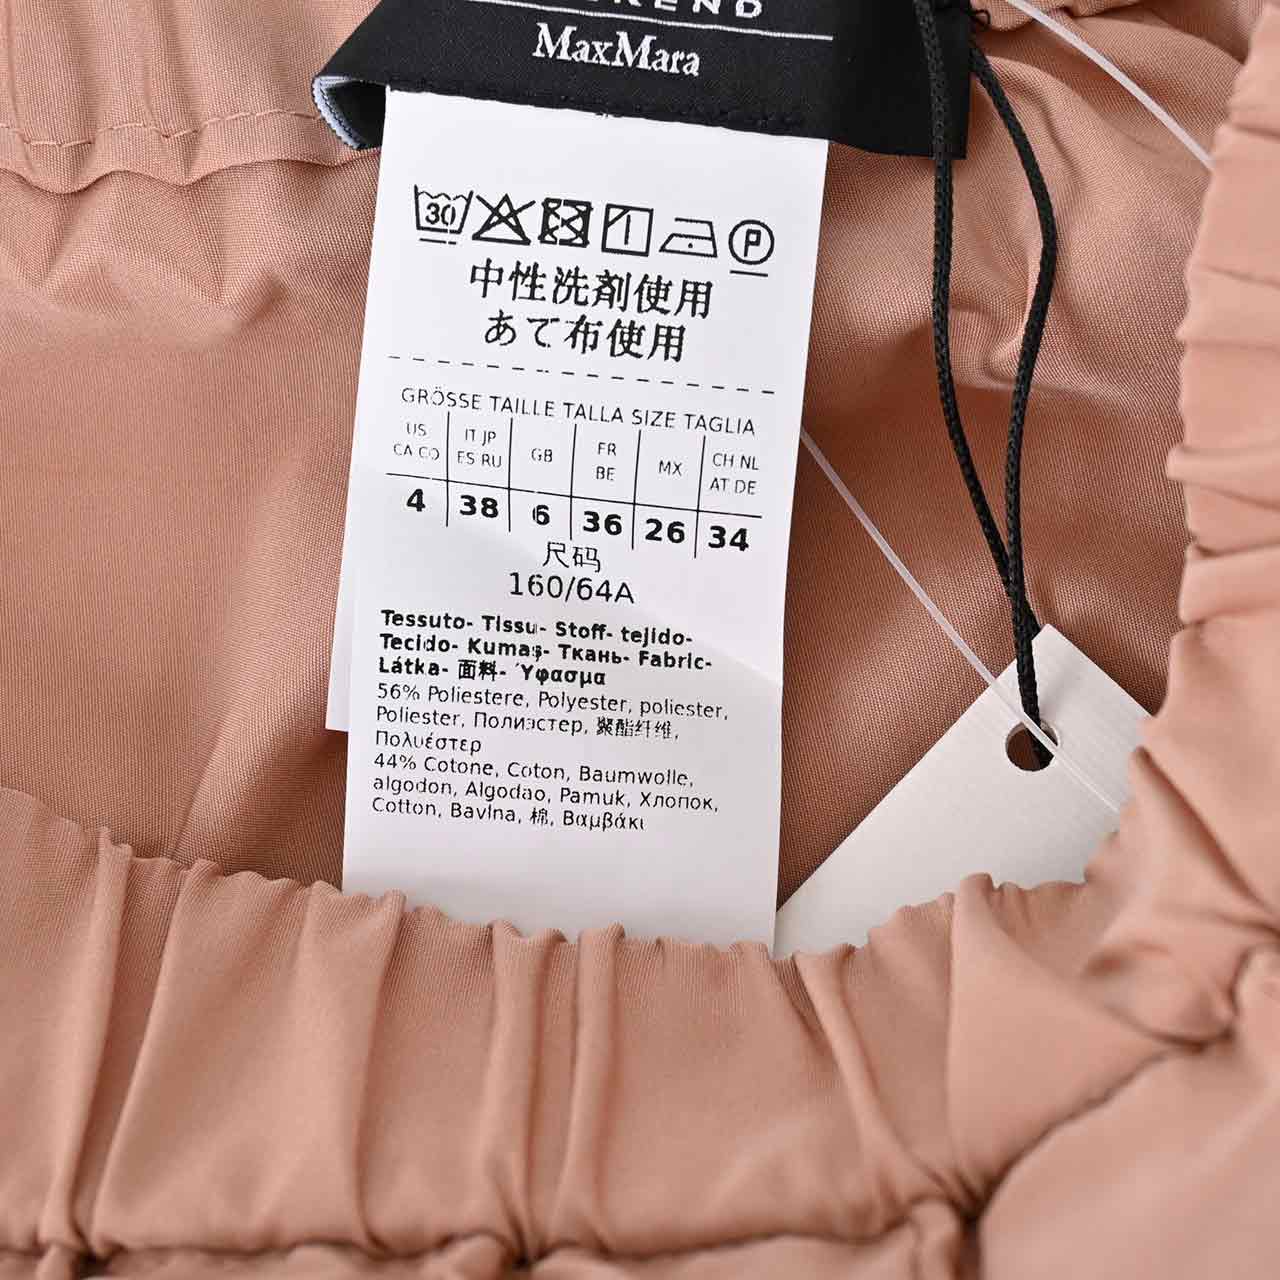 MaxMara
30
P
中性洗剤使用
あて布使用
GRÖSSE TAILLE TALLA SIZE TAGLIA
US CA CO | IT JP ES RU | GB | FR BE | MX | CH NL AT DE
4 | 38 | 6 | 36 | 26 | 34
尺码
160/64A
Tessuto- Tissu- Stoff- tejido-
Tecido- Kumaş- Ткань- Fabric-
Látka- 面料- Ύφασμα
56% Poliestere, Polyester, poliester,
Poliester, Полиэстер, 聚酯纤维,
Πολυέστερ
44% Cotone, Coton, Baumwolle,
algodon, Algodao, Pamuk, Хлопок,
Cotton, Bavlna, 棉, Βαμβάκι